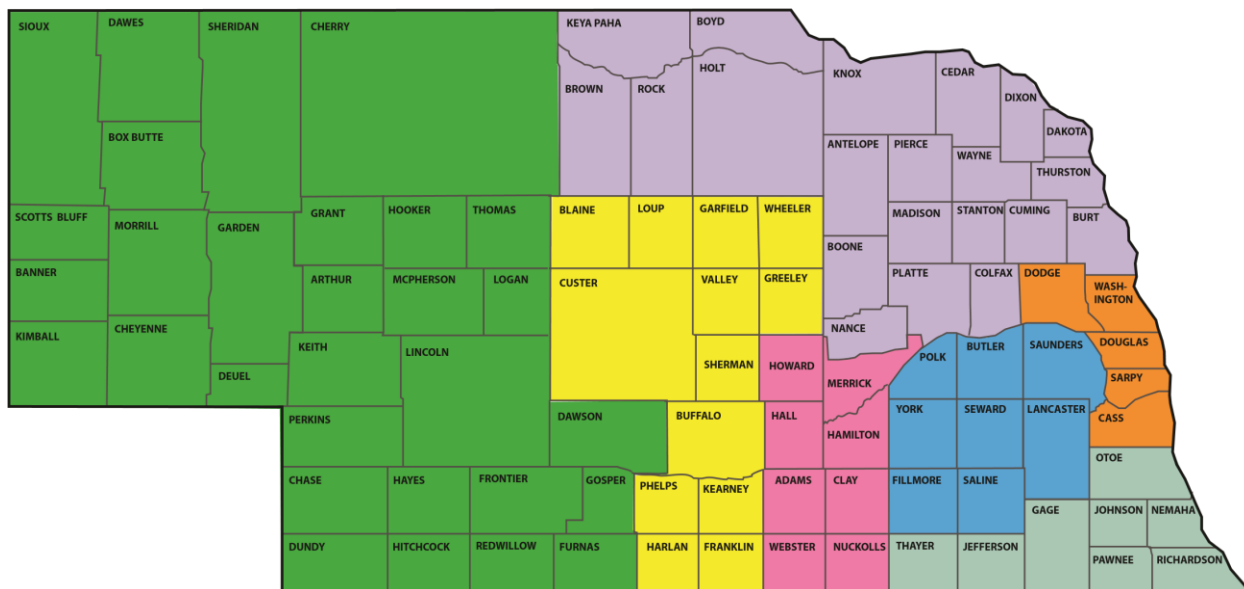 SIOUX
DAWES
SHERIDAN
CHERRY
KEYA PAHA
BOYD
HOLT
KNOX
CEDAR
DIXON
DAKOTA
BOX BUTTE
BROWN
ROCK
ANTELOPE
PIERCE
WAYNE
THURSTON
SCOTTS BLUFF
MORRILL
GARDEN
GRANT
HOOKER
THOMAS
BLAINE
LOUP
GARFIELD
WHEELER
BOONE
MADISON
STANTON
CUMING
BURT
BANNER
ARTHUR
MCPHERSON
LOGAN
CUSTER
VALLEY
GREELEY
PLATTE
COLFAX
DODGE
WASH-
INGTON
KIMBALL
CHEYENNE
DEUEL
KEITH
LINCOLN
SHERMAN
HOWARD
NANCE
MERRICK
POLK
BUTLER
SAUNDERS
DOUGLAS
SARPY
PERKINS
DAWSON
BUFFALO
HALL
HAMILTON
YORK
SEWARD
LANCASTER
CASS
OTOE
CHASE
HAYES
FRONTIER
GOSPER
PHELPS
KEARNEY
ADAMS
CLAY
FILLMORE
SALINE
GAGE
JOHNSON
NEMAHA
DUNDY
HITCHCOCK
REDWILLOW
FURNAS
HARLAN
FRANKLIN
WEBSTER
NUCKOLLS
THAYER
JEFFERSON
PAWNEE
RICHARDSON